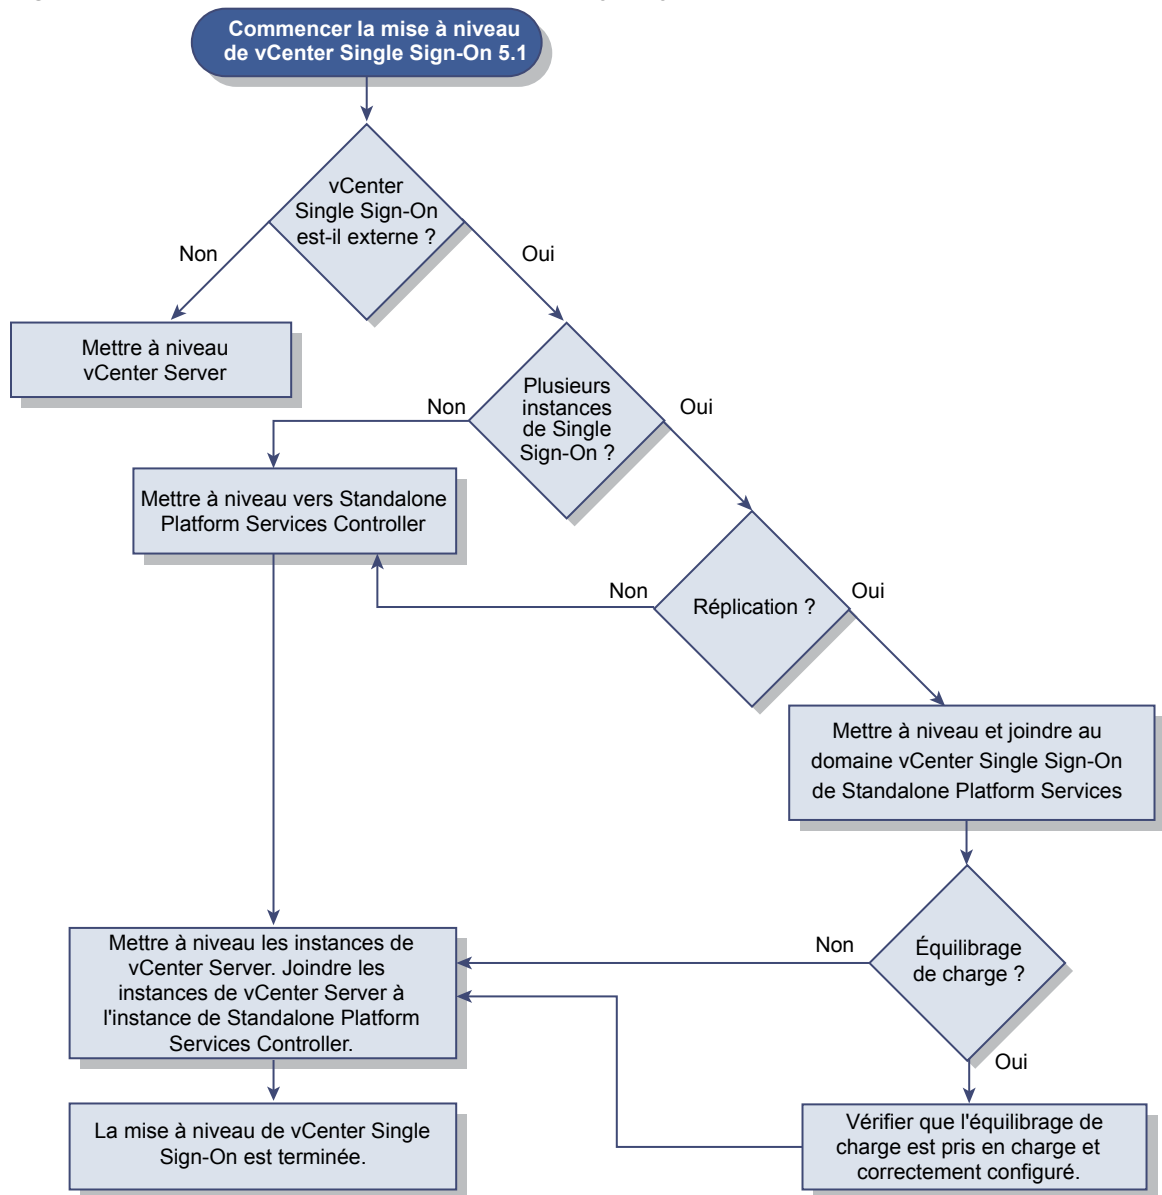 Commencer la mise à niveau
de vCenter Single Sign-On 5.1
vCenter
Single Sign-On
est-il externe ?
Non
Oui
Mettre à niveau
vCenter Server
Plusieurs
instances
de Single
Sign-On ?
Non
Oui
Mettre à niveau vers Standalone
Platform Services Controller
Réplication ?
Non
Oui
Mettre à niveau et joindre au
domaine vCenter Single Sign-On
de Standalone Platform Services
Équilibrage
de charge ?
Non
Oui
Mettre à niveau les instances de
vCenter Server. Joindre les
instances de vCenter Server à
l'instance de Standalone Platform
Services Controller.
Vérifier que l'équilibrage de
charge est pris en charge et
correctement configuré.
La mise à niveau de vCenter Single
Sign-On est terminée.